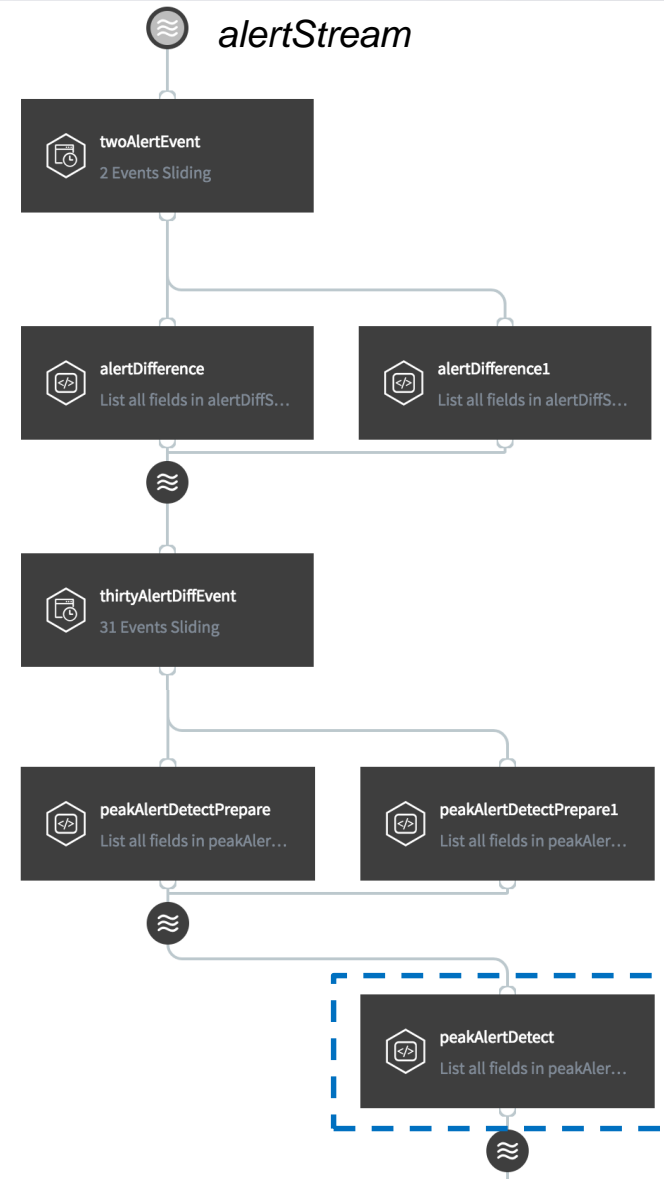 alertStream
twoAlertEvent
2 Events Sliding
alertDifference
List all fields in alertDiffS...
alertDifference1
List all fields in alertDiffS...
thirtyAlertDiffEvent
31 Events Sliding
peakAlertDetectPrepare
List all fields in peakAler...
peakAlertDetectPrepare1
List all fields in peakAler...
peakAlertDetect
List all fields in peakAler...